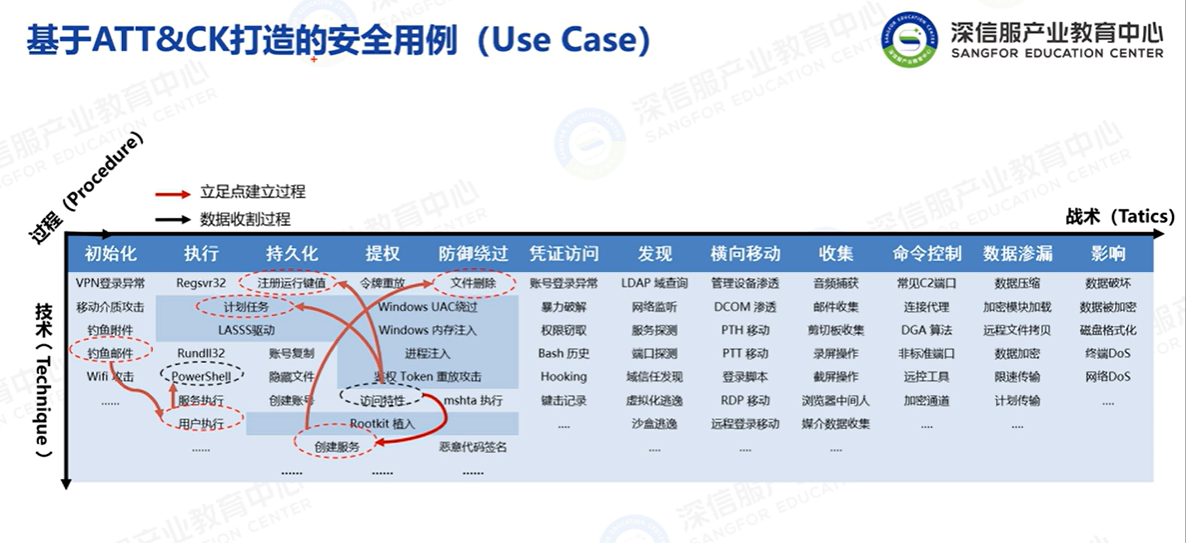 基于ATT&CK打造的安全用例（Use Case）
深信服产业教育中心
SANGFOR EDUCATION CENTER
过程（Procedure）
立足点建立过程
数据收割过程
战术（Tatics）
技术（Technique）
初始化 执行 持久化 提权 防御绕过 凭证访问 发现 横向移动 收集 命令控制 数据渗漏 影响
VPN登录异常 Regsvr32 注册运行键值 令牌重放 文件删除 账号登录异常 LDAP 域查询 管理设备渗透 音频捕获 常见C2端口 数据压缩 数据破坏
移动介质攻击 计划任务 Windows UAC绕过 暴力破解 网络监听 DCOM 渗透 邮件收集 连接代理 加密模块加载 数据被加密
钓鱼附件 LASSS驱动 Windows 内存注入 权限窃取 服务探测 PTH 移动 剪切板收集 DGA 算法 远程文件拷贝 磁盘格式化
钓鱼邮件 Rundll32 账号复制 进程注入 Bash 历史 端口探测 PTT 移动 录屏操作 非标准端口 数据加密 终端DoS
Wifi 攻击 PowerShell 隐藏文件 鉴权 Token 重放攻击 Hooking 域信任发现 登录脚本 截屏操作 远控工具 限速传输 网络DoS
...... 服务执行 创建账号 访问特性 mshta 执行 键击记录 虚拟化逃逸 RDP 移动 浏览器中间人 加密通道 计划传输 ....
用户执行 Rootkit 植入 .... 沙盒逃逸 远程登录移动 媒介数据收集 .... ....
...... 创建服务 恶意代码签名 .... .... ....
...... ...... ......